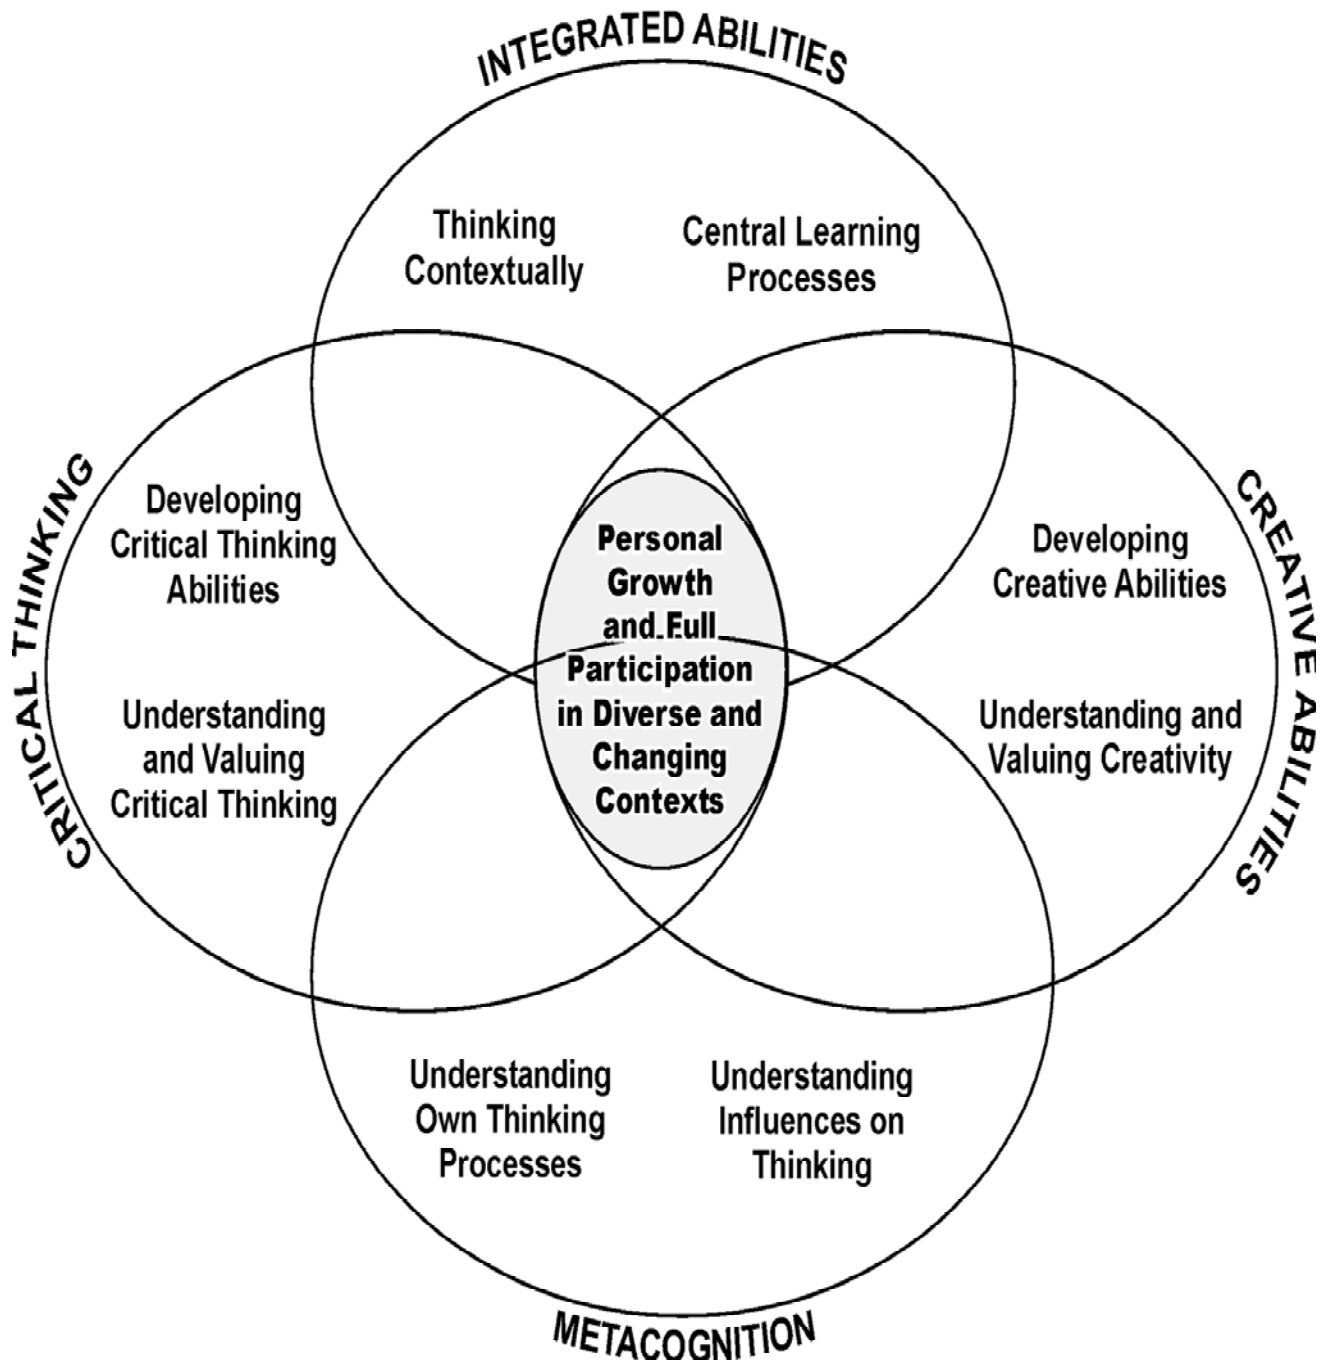 INTEGRATED ABILITIES
Thinking
Contextually
Central Learning
Processes
CRITICAL THINKING
Developing
Critical Thinking
Abilities
Understanding
and Valuing
Critical Thinking
Personal
Growth
and Full
Participation
in Diverse and
Changing
Contexts
Developing
Creative Abilities
Understanding and
Valuing Creativity
CREATIVE ABILITIES
Understanding
Own Thinking
Processes
Understanding
Influences on
Thinking
METACOGNITION